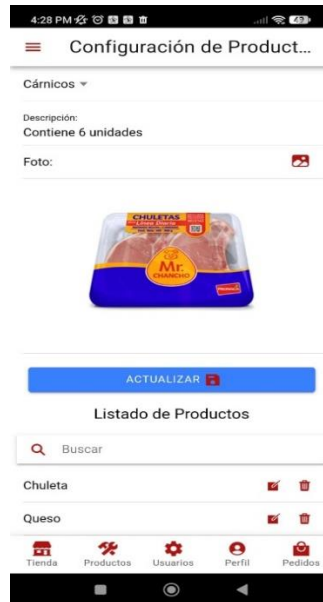 4:28 PM
Configuración de Product...
Cárnicos
Descripción:
Contiene 6 unidades
Foto:
CHULETAS
Mr.
CHANCHO
PRONACA
ACTUALIZAR
Listado de Productos
Buscar
Chuleta
Queso
Tienda Productos Usuarios Perfil Pedidos